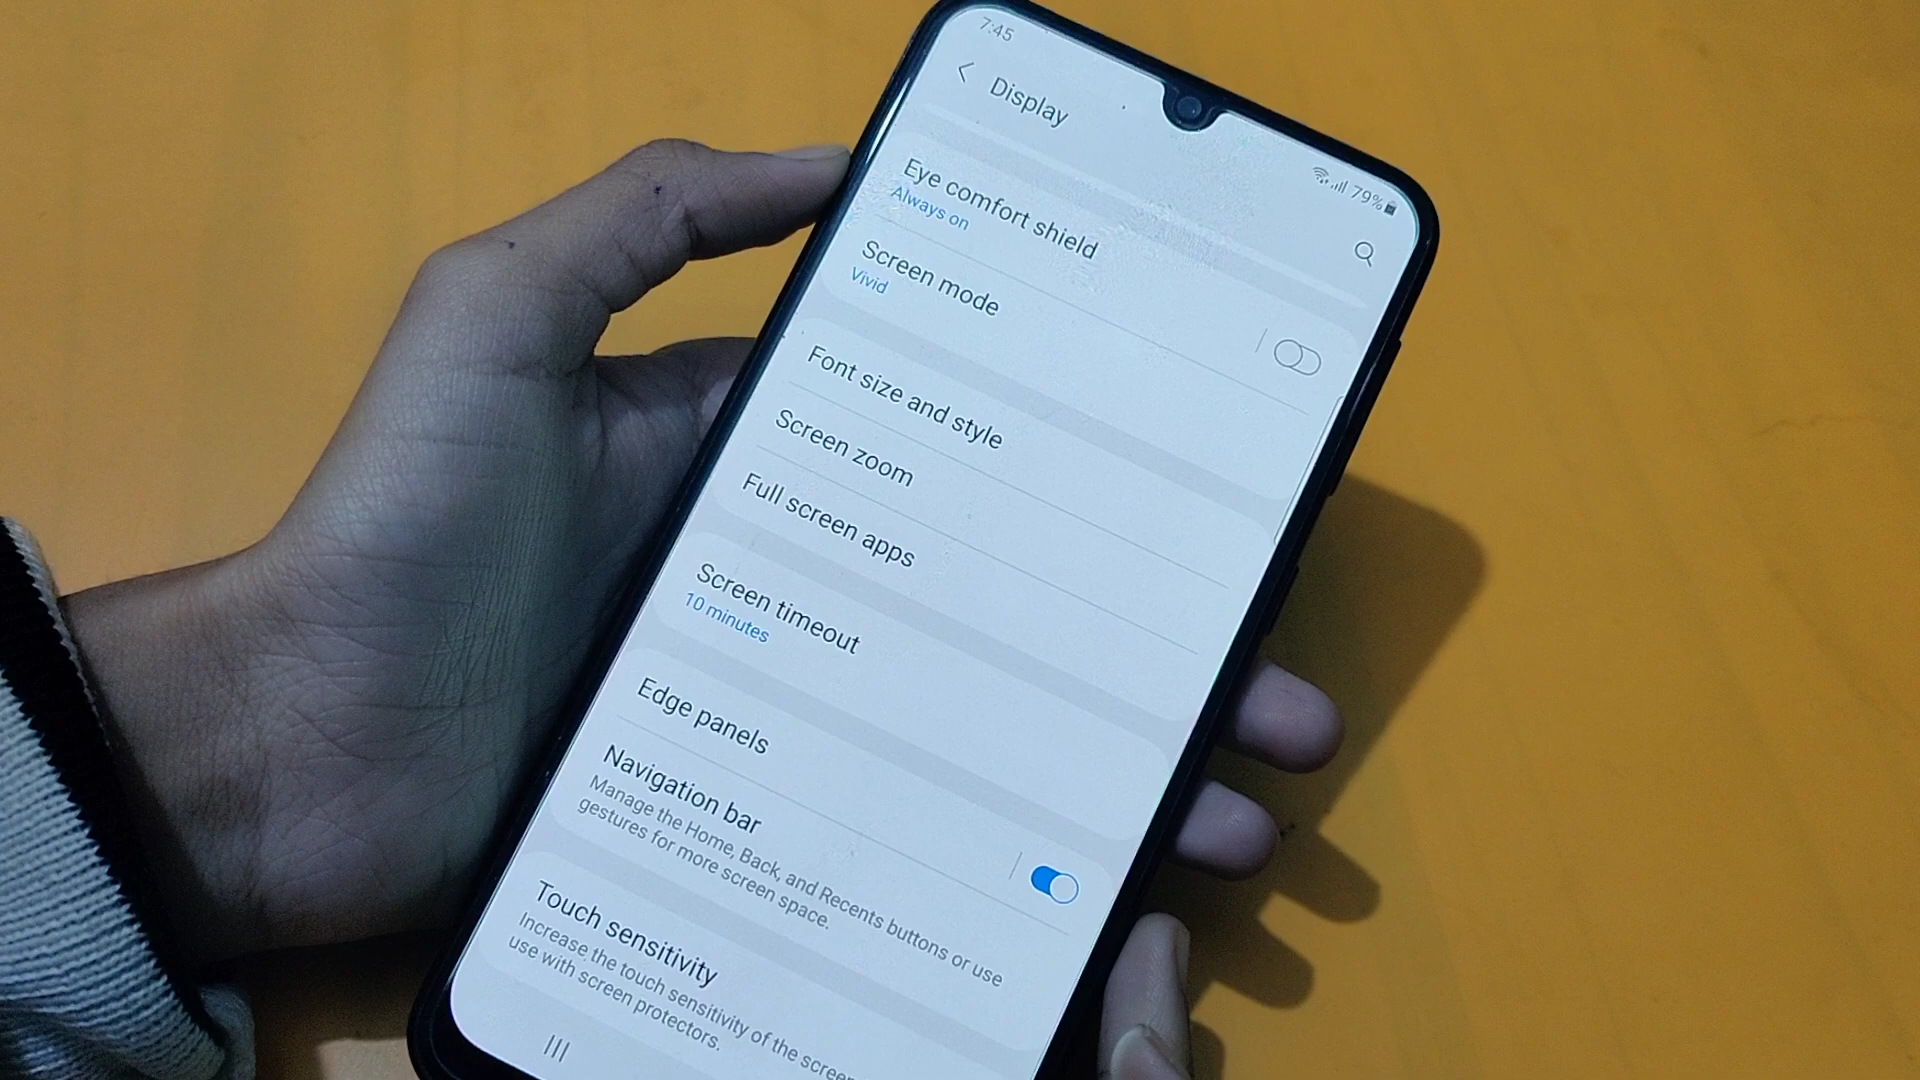 7:45
79%
Display
Eye comfort shield
Always on
Screen mode
Vivid
Font size and style
Screen zoom
Full screen apps
Screen timeout
10 minutes
Edge panels
Navigation bar
Manage the Home, Back, and Recents buttons or use
gestures for more screen space.
Touch sensitivity
Increase the touch sensitivity of the screen
use with screen protectors.